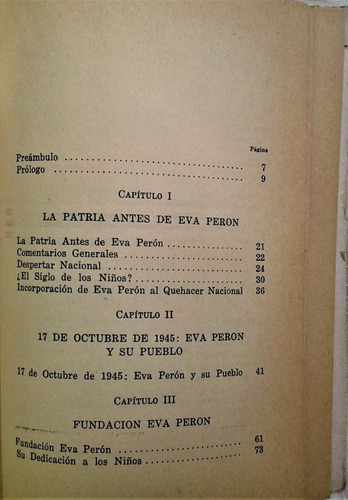 Página
Preámbulo . . . . . . . . . . . . . . . . . . . . . . . . . . . . 7
Prólogo . . . . . . . . . . . . . . . . . . . . . . . . . . . . . . 9
CAPÍTULO I
LA PATRIA ANTES DE EVA PERON
La Patria Antes de Eva Perón . . . . . . . . . . . . 21
Comentarios Generales . . . . . . . . . . . . . . . . . 22
Despertar Nacional . . . . . . . . . . . . . . . . . . . . 24
¿El Siglo de los Niños? . . . . . . . . . . . . . . . . . 30
Incorporación de Eva Perón al Quehacer Nacional 36
CAPÍTULO II
17 DE OCTUBRE DE 1945: EVA PERON
Y SU PUEBLO
17 de Octubre de 1945: Eva Perón y su Pueblo 41
CAPÍTULO III
FUNDACION EVA PERON
Fundación Eva Perón . . . . . . . . . . . . . . . . . . 61
Su Dedicación a los Niños . . . . . . . . . . . . . . 73